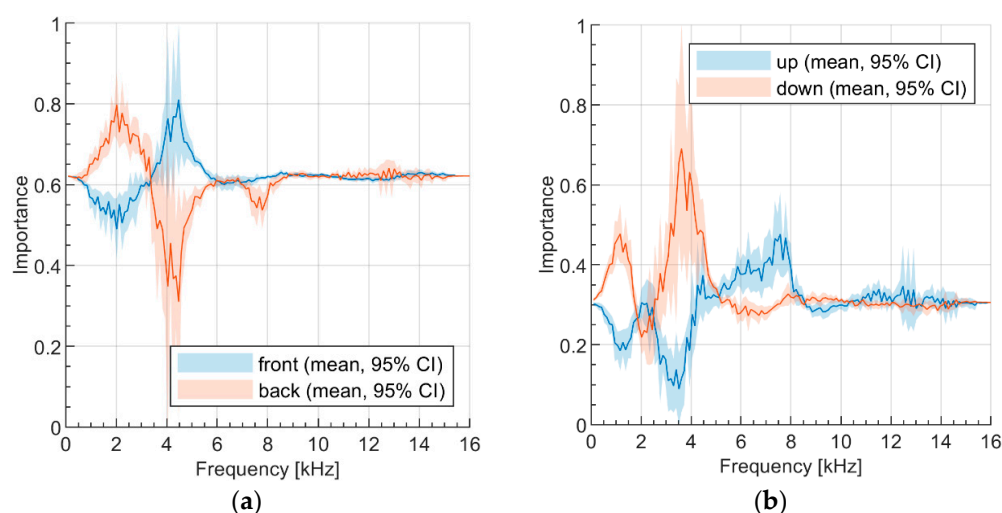 1
0.8
0.6
0.4
0.2
0
Importance
front (mean, 95% CI)
back (mean, 95% CI)
0 2 4 6 8 10 12 14 16
Frequency [kHz]
(a)
1
0.8
0.6
0.4
0.2
0
Importance
up (mean, 95% CI)
down (mean, 95% CI)
0 2 4 6 8 10 12 14 16
Frequency [kHz]
(b)